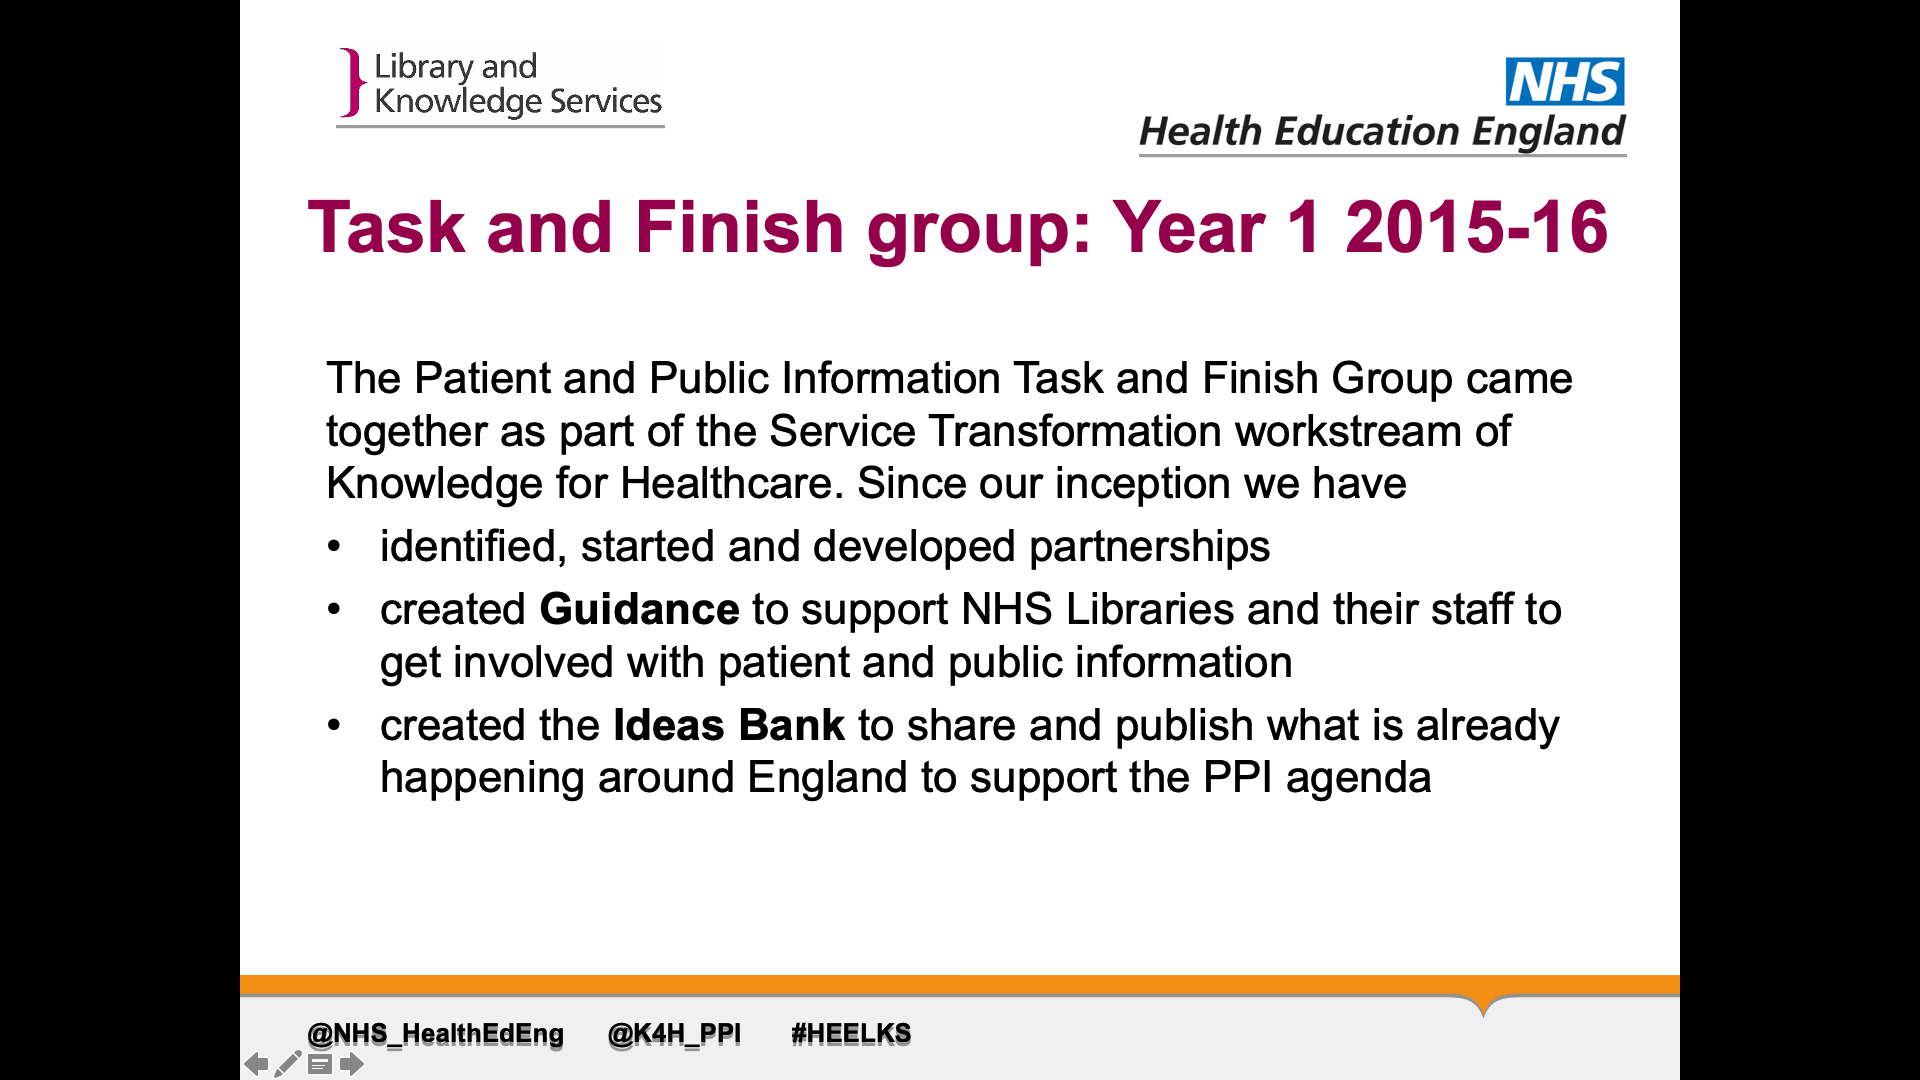 Library and
Knowledge Services
NHS
Health Education England
Task and Finish group: Year 1 2015-16
The Patient and Public Information Task and Finish Group came
together as part of the Service Transformation workstream of
Knowledge for Healthcare. Since our inception we have
• identified, started and developed partnerships
• created Guidance to support NHS Libraries and their staff to
get involved with patient and public information
• created the Ideas Bank to share and publish what is already
happening around England to support the PPI agenda
@NHS_HealthEdEng @K4H_PPI #HEELKS